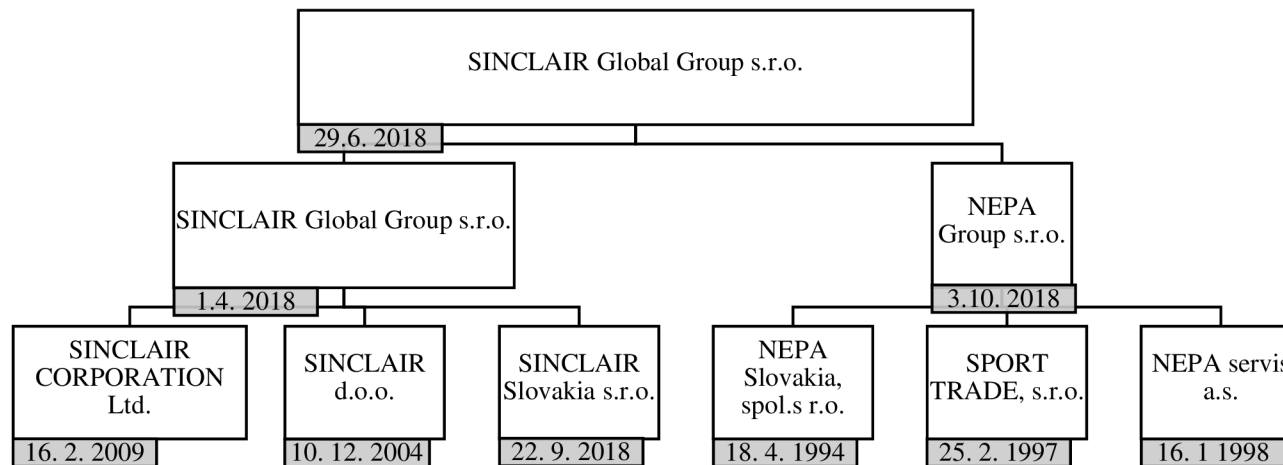 SINCLAIR Global Group s.r.o.
29.6. 2018
SINCLAIR Global Group s.r.o.
1.4. 2018
NEPA
Group s.r.o.
3.10. 2018
SINCLAIR
CORPORATION
Ltd.
16. 2. 2009
SINCLAIR
d.o.o.
10. 12. 2004
SINCLAIR
Slovakia s.r.o.
22. 9. 2018
NEPA
Slovakia,
spol.s r.o.
18. 4. 1994
SPORT
TRADE, s.r.o.
25. 2. 1997
NEPA servis
a.s.
16. 1 1998